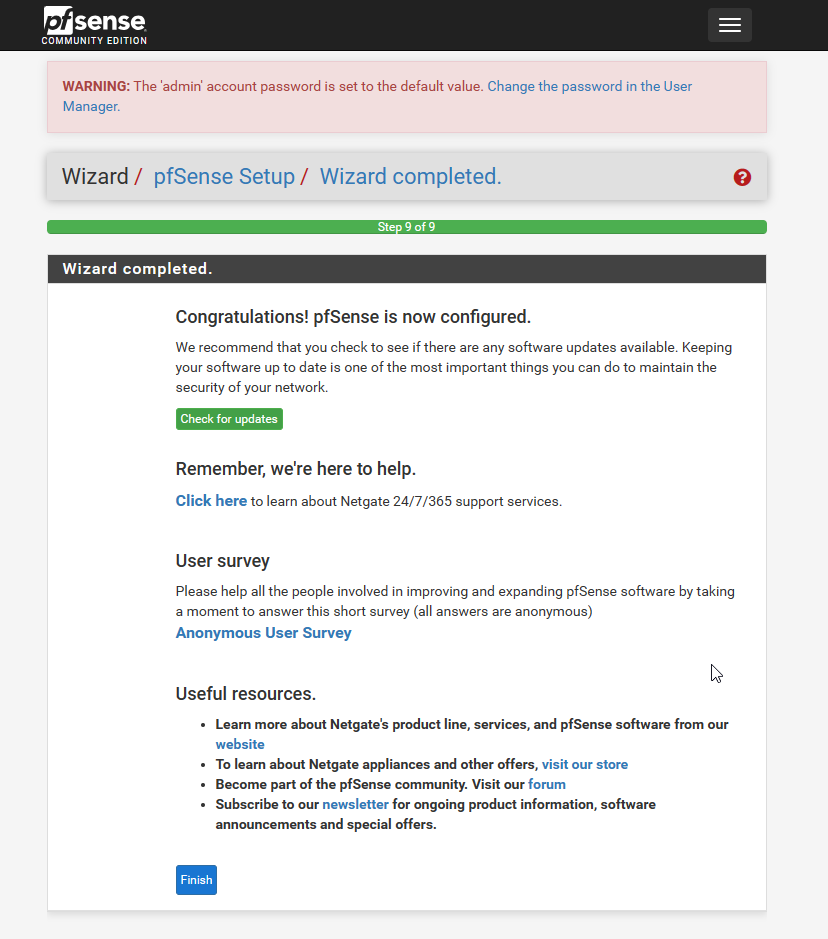 pfsense
COMMUNITY EDITION
WARNING: The 'admin' account password is set to the default value. Change the password in the User
Manager.
Wizard / pfSense Setup / Wizard completed.
Step 9 of 9
Wizard completed.
Congratulations! pfSense is now configured.
We recommend that you check to see if there are any software updates available. Keeping
your software up to date is one of the most important things you can do to maintain the
security of your network.
Check for updates
Remember, we're here to help.
Click here to learn about Netgate 24/7/365 support services.
User survey
Please help all the people involved in improving and expanding pfSense software by taking
a moment to answer this short survey (all answers are anonymous)
Anonymous User Survey
Useful resources.
• Learn more about Netgate's product line, services, and pfSense software from our
website
• To learn about Netgate appliances and other offers, visit our store
• Become part of the pfSense community. Visit our forum
• Subscribe to our newsletter for ongoing product information, software
announcements and special offers.
Finish